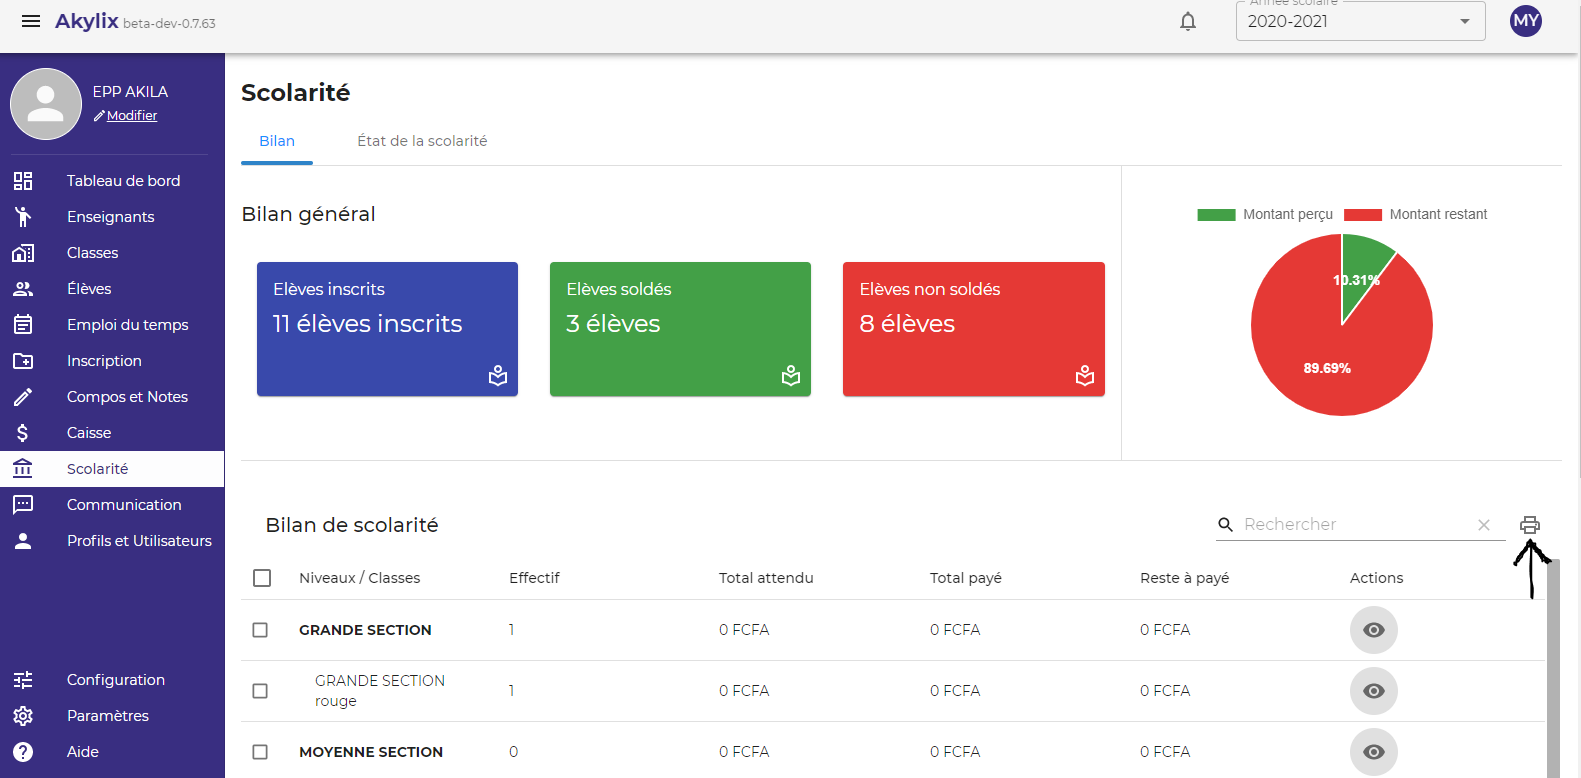 Akylix beta-dev-0.7.63
Année scolaire
2020-2021
MY
EPP AKILA
Modifier
Tableau de bord
Enseignants
Classes
Élèves
Emploi du temps
Inscription
Compos et Notes
Caisse
Scolarité
Communication
Profils et Utilisateurs
Configuration
Paramètres
Aide
Scolarité
Bilan État de la scolarité
Bilan général
Elèves inscrits
11 élèves inscrits
Elèves soldés
3 élèves
Elèves non soldés
8 élèves
Montant perçu Montant restant
10.31%
89.69%
Bilan de scolarité
Rechercher
Niveaux / Classes Effectif Total attendu Total payé Reste à payé Actions
GRANDE SECTION 1 0 FCFA 0 FCFA 0 FCFA
GRANDE SECTION
rouge 1 0 FCFA 0 FCFA 0 FCFA
MOYENNE SECTION 0 0 FCFA 0 FCFA 0 FCFA